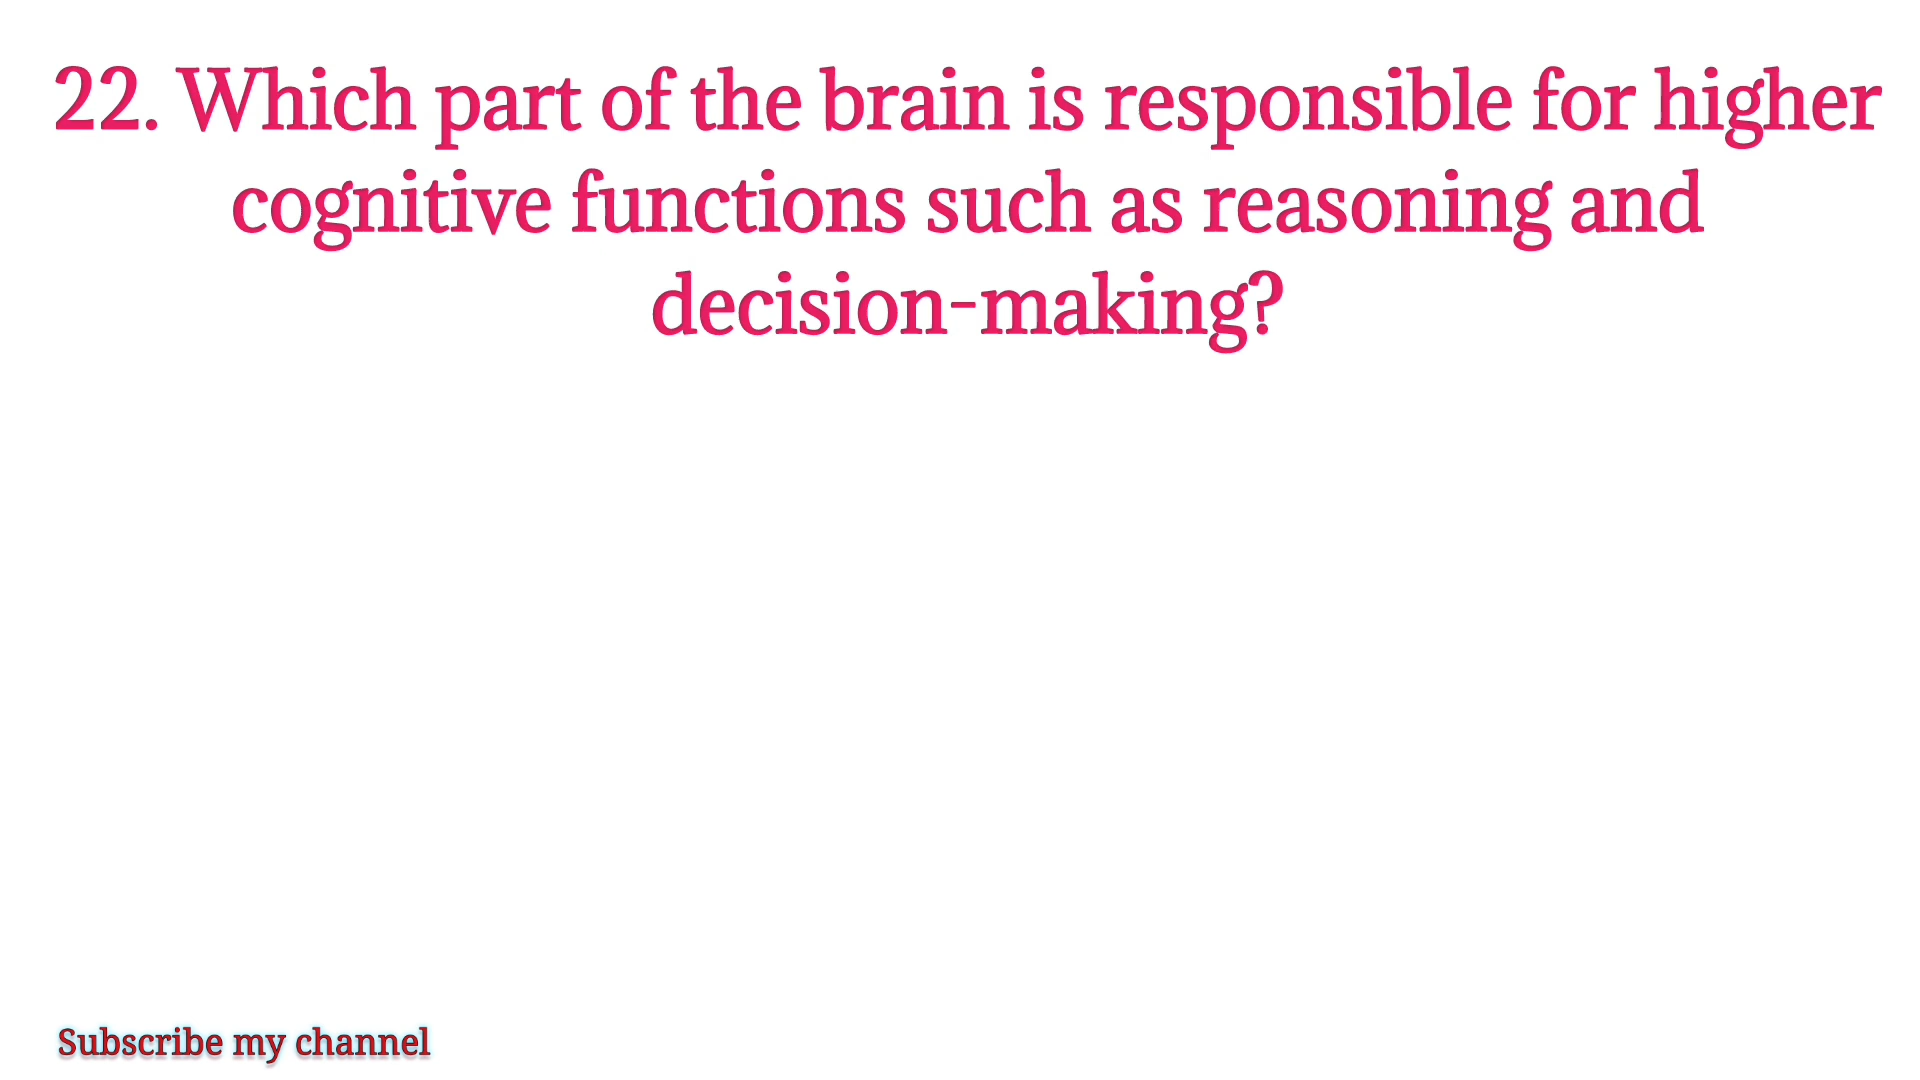 22. Which part of the brain is responsible for higher
cognitive functions such as reasoning and
decision-making?
Subscribe my channel